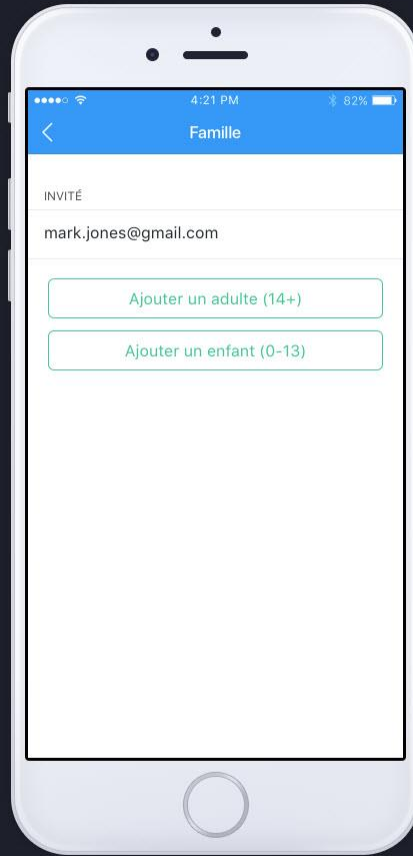 4:21 PM 82%
Famille
INVITÉ
mark.jones@gmail.com
Ajouter un adulte (14+)
Ajouter un enfant (0-13)